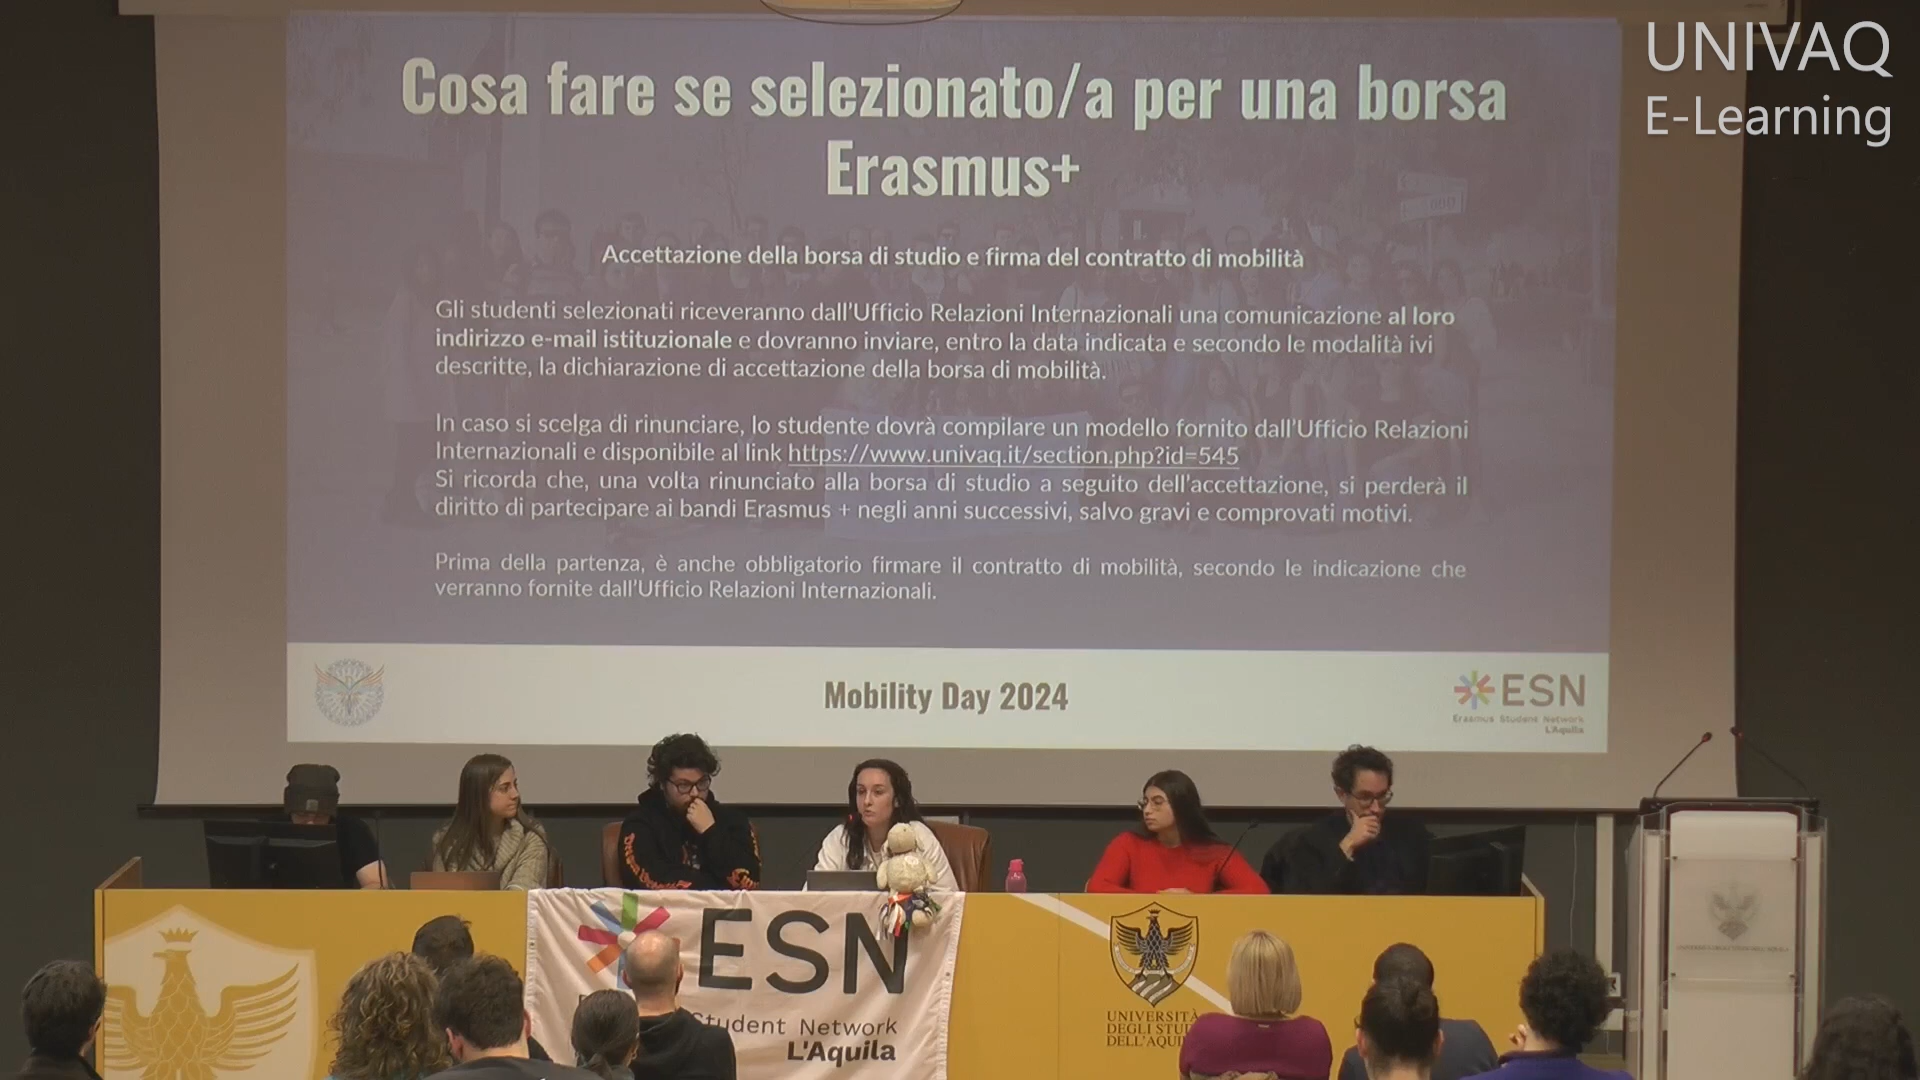 UNIVAQ
E-Learning
Cosa fare se selezionato/a per una borsa
Erasmus+
Accettazione della borsa di studio e firma del contratto di mobilità
Gli studenti selezionati riceveranno dall'Ufficio Relazioni Internazionali una comunicazione al loro
indirizzo e-mail istituzionale e dovranno inviare, entro la data indicata e secondo le modalità ivi
descritte, la dichiarazione di accettazione della borsa di mobilità.
In caso si scelga di rinunciare, lo studente dovrà compilare un modello fornito dall'Ufficio Relazioni
Internazionali e disponibile al link https://www.univaq.it/section.php?id=545
Si ricorda che, una volta rinunciato alla borsa di studio a seguito dell'accettazione, si perderà il
diritto di partecipare ai bandi Erasmus + negli anni successivi, salvo gravi e comprovati motivi.
Prima della partenza, è anche obbligatorio firmare il contratto di mobilità, secondo le indicazione che
verranno fornite dall'Ufficio Relazioni Internazionali.
Mobility Day 2024
ESN
Erasmus Student Network
L'Aquila
ESN
Student Network
L'Aquila
UNIVERSITÀ
DEGLI STUD
DELL'AQUI